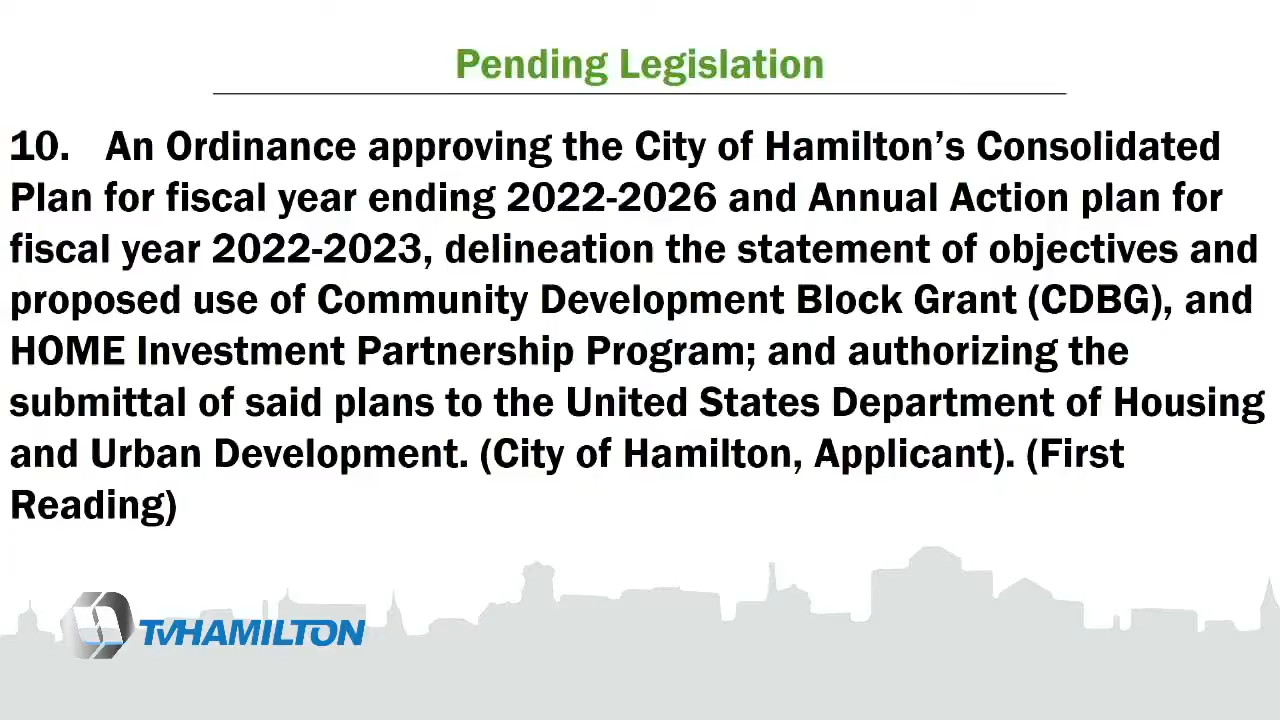 Pending Legislation
10. An Ordinance approving the City of Hamilton’s Consolidated
Plan for fiscal year ending 2022-2026 and Annual Action plan for
fiscal year 2022-2023, delineation the statement of objectives and
proposed use of Community Development Block Grant (CDBG), and
HOME Investment Partnership Program; and authorizing the
submittal of said plans to the United States Department of Housing
and Urban Development. (City of Hamilton, Applicant). (First
Reading)
TVHAMILTON